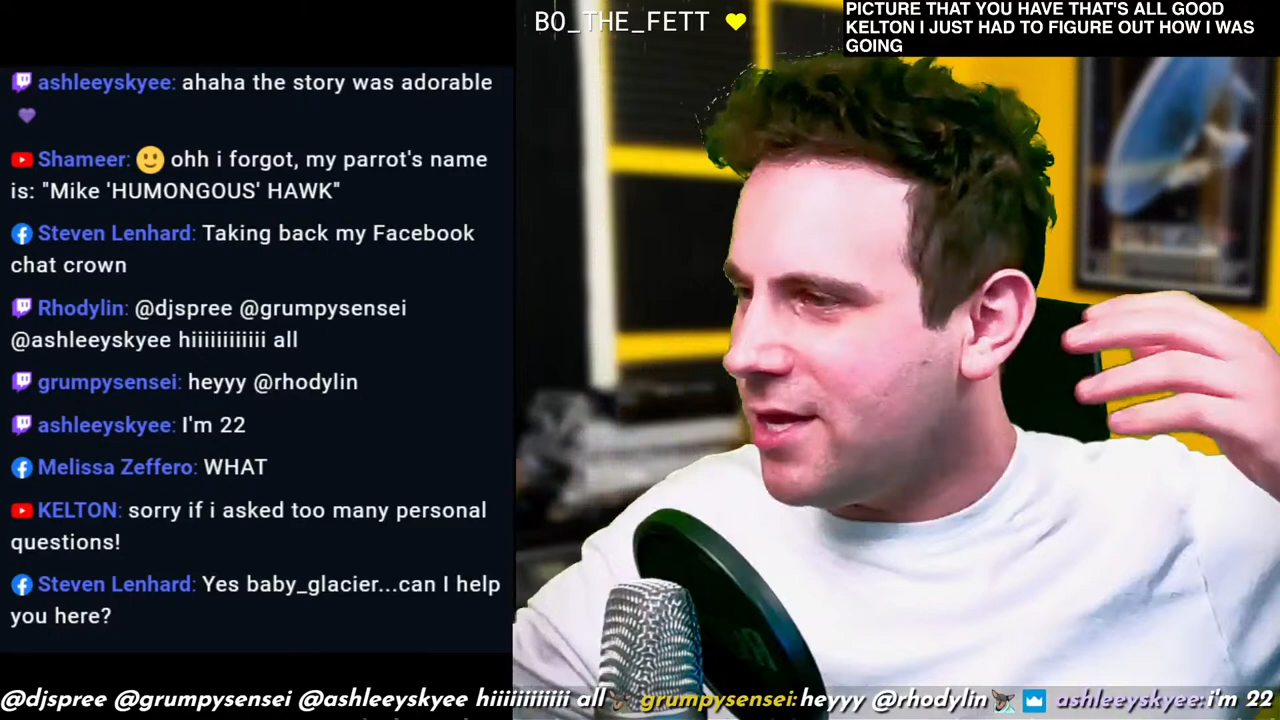 BO_THE_FETT
PICTURE THAT YOU HAVE THAT'S ALL GOOD
KELTON I JUST HAD TO FIGURE OUT HOW I WAS
GOING
ashleeyskyee: ahaha the story was adorable
💜
Shameer: 🙂 ohh i forgot, my parrot's name
is: "Mike 'HUMONGOUS' HAWK"
Steven Lenhard: Taking back my Facebook
chat crown
Rhodylin: @djspree @grumpysensei
@ashleeyskyee hiiiiiiiiiiii all
grumpysensei: heyyy @rhodylin
ashleeyskyee: I'm 22
Melissa Zeffero: WHAT
KELTON: sorry if i asked too many personal
questions!
Steven Lenhard: Yes baby_glacier...can I help
you here?
@djspree @grumpysensei @ashleeyskyee hiiiiiiiiiiii all grumpysensei: heyyy @rhodylin ashleeyskyee: i'm 22